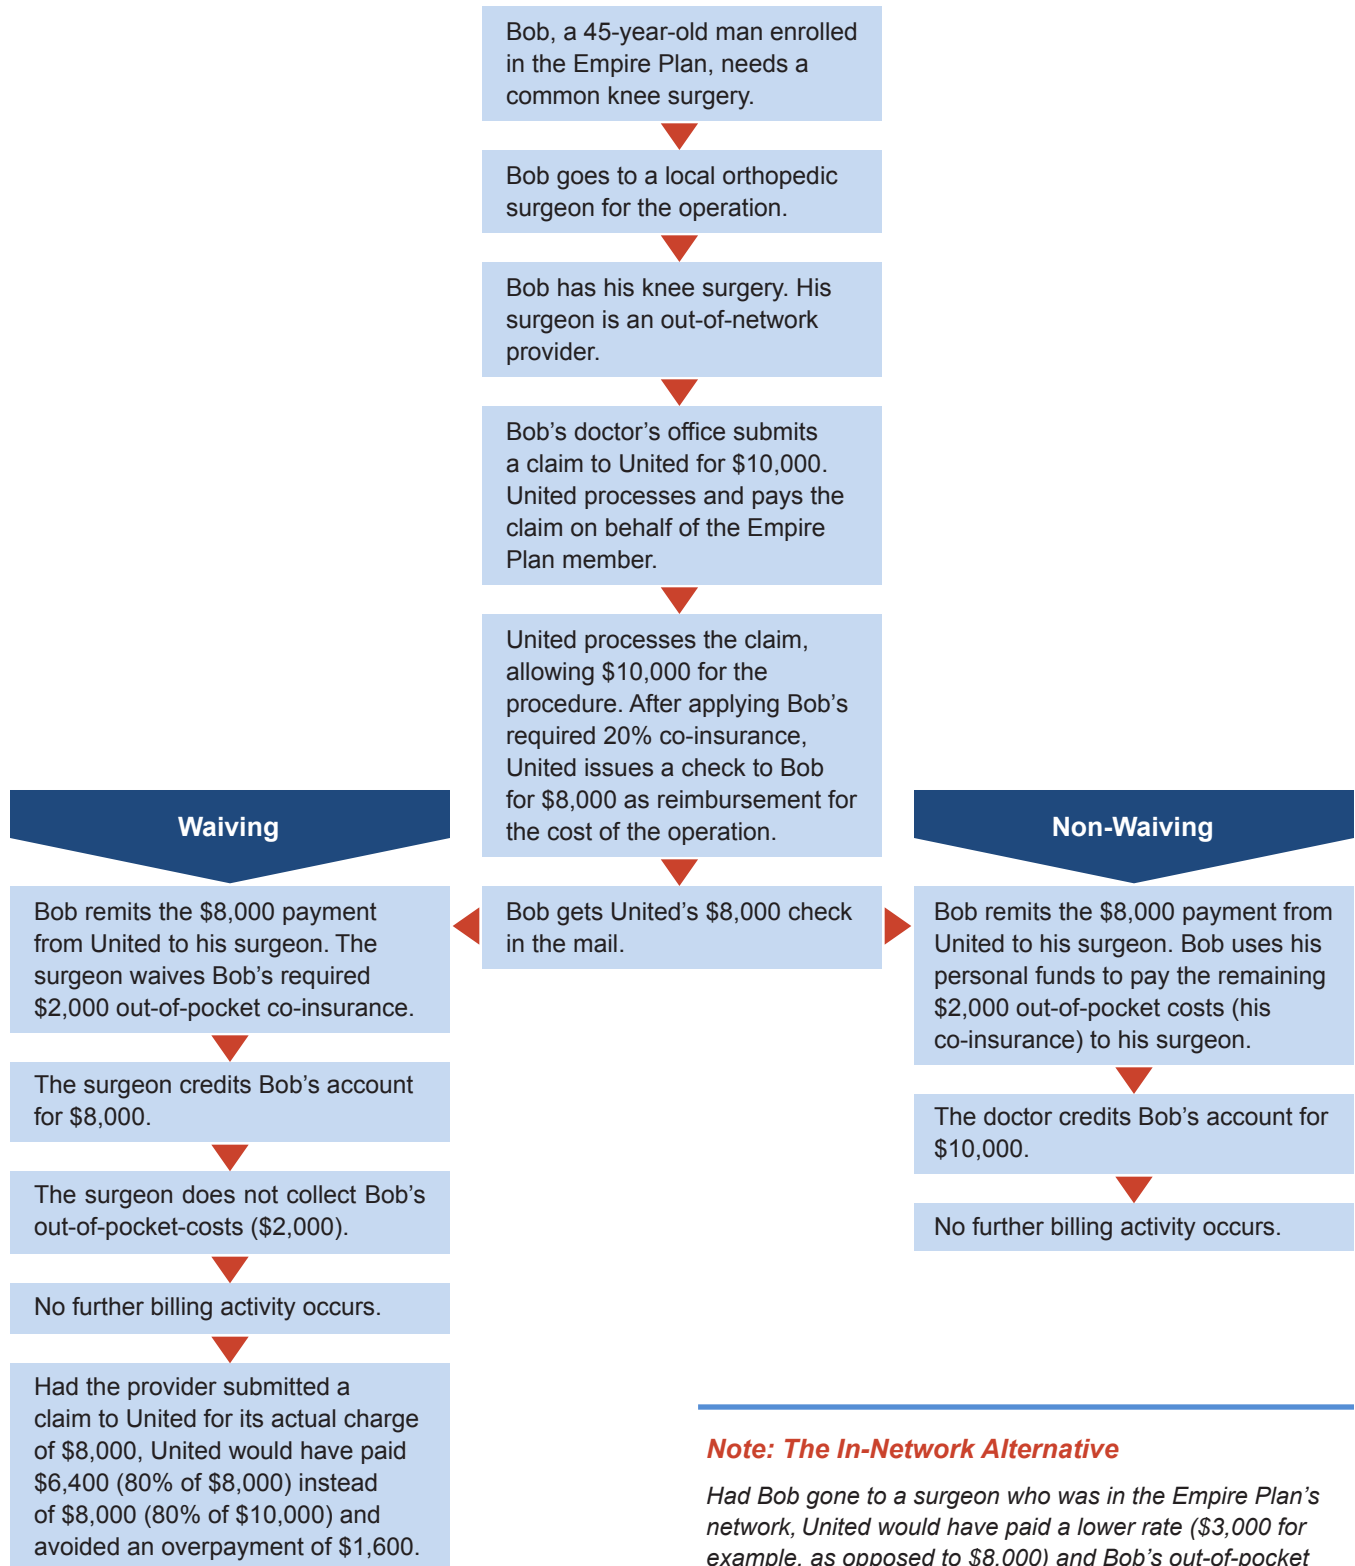 Bob, a 45-year-old man enrolled
in the Empire Plan, needs a
common knee surgery.
Bob goes to a local orthopedic
surgeon for the operation.
Bob has his knee surgery. His
surgeon is an out-of-network
provider.
Bob’s doctor’s office submits
a claim to United for $10,000.
United processes and pays the
claim on behalf of the Empire
Plan member.
United processes the claim,
allowing $10,000 for the
procedure. After applying Bob’s
required 20% co-insurance,
United issues a check to Bob
for $8,000 as reimbursement for
the cost of the operation.
Bob gets United’s $8,000 check
in the mail.
Waiving
Bob remits the $8,000 payment
from United to his surgeon. The
surgeon waives Bob’s required
$2,000 out-of-pocket co-insurance.
The surgeon credits Bob’s account
for $8,000.
The surgeon does not collect Bob’s
out-of-pocket-costs ($2,000).
No further billing activity occurs.
Had the provider submitted a
claim to United for its actual charge
of $8,000, United would have paid
$6,400 (80% of $8,000) instead
of $8,000 (80% of $10,000) and
avoided an overpayment of $1,600.
Non-Waiving
Bob remits the $8,000 payment from
United to his surgeon. Bob uses his
personal funds to pay the remaining
$2,000 out-of-pocket costs (his
co-insurance) to his surgeon.
The doctor credits Bob’s account for
$10,000.
No further billing activity occurs.
Note: The In-Network Alternative
Had Bob gone to a surgeon who was in the Empire Plan’s
network, United would have paid a lower rate ($3,000 for
example, as opposed to $8,000) and Bob’s out-of-pocket